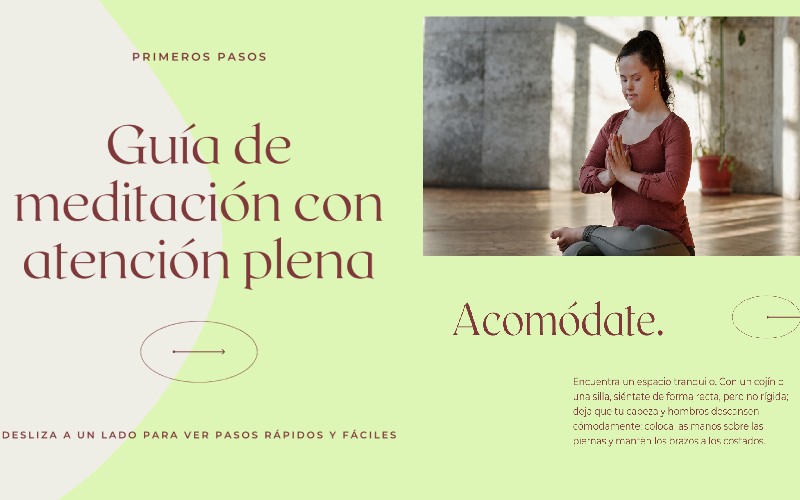 PRIMEROS PASOS
Guía de
meditación con
atención plena
DESLIZA A UN LADO PARA VER PASOS RÁPIDOS Y FÁCILES
Acomódate.
Encuentra un espacio tranquilo. Con un cojín o
una silla, siéntate de forma recta, pero no rígida;
deja que tu cabeza y hombros descansen
cómodamente; coloca las manos sobre las
piernas y mantén los brazos a los costados.